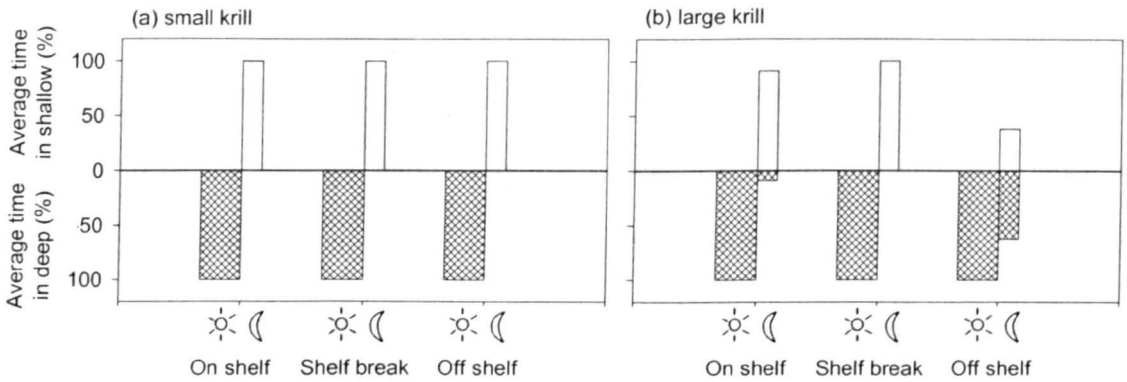 (a) small krill
(b) large krill
Average time
in shallow (%)
Average time
in deep (%)
100
50
0
50
100
On shelf
Shelf break
Off shelf
On shelf
Shelf break
Off shelf